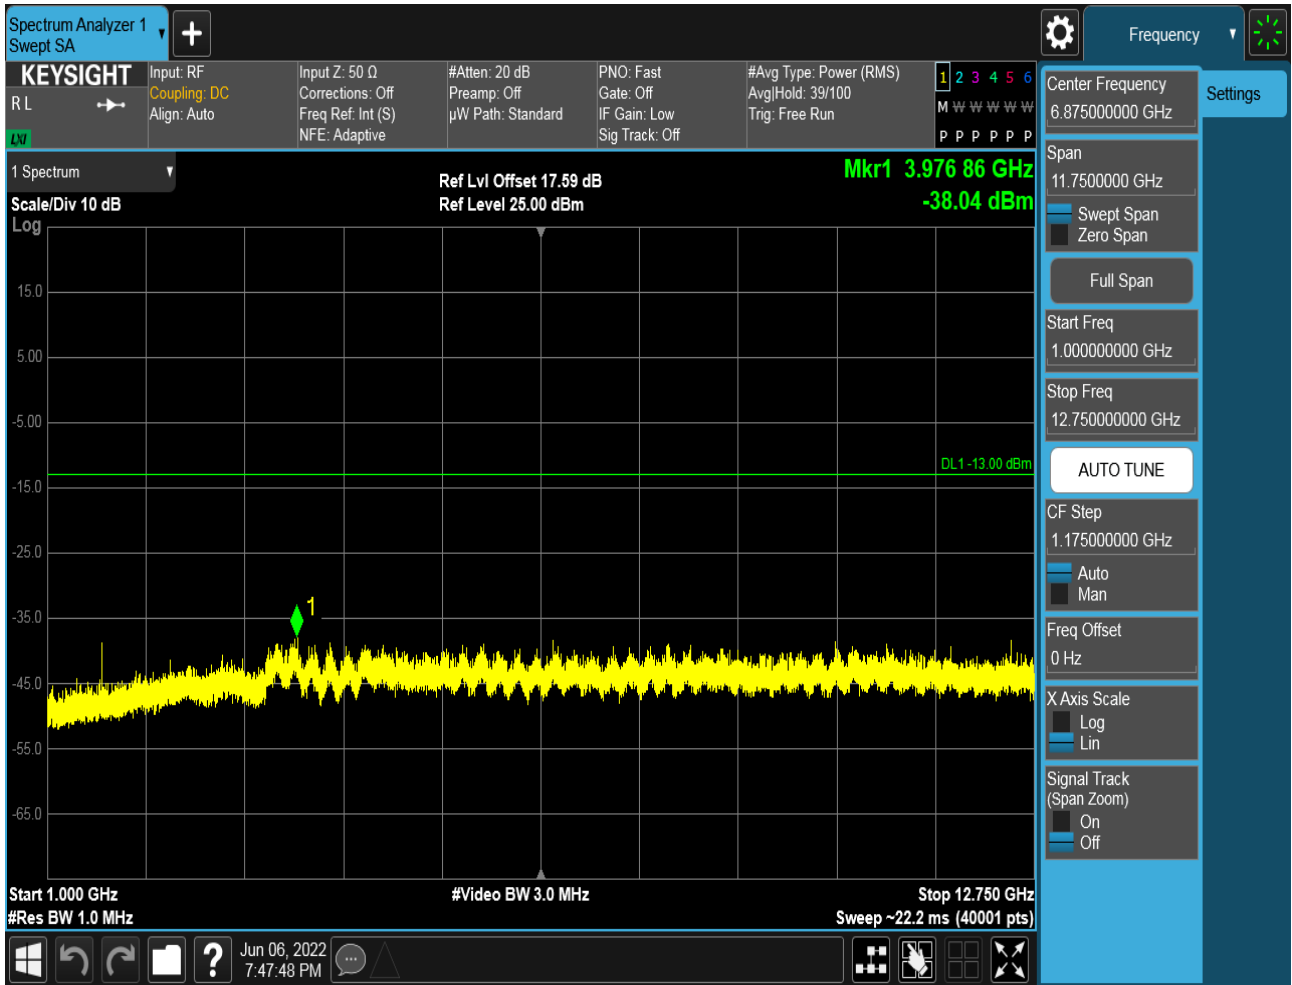 Spectrum Analyzer 1
Swept SA
Frequency
KEYSIGHT
R L
LXI
Input: RF
Coupling: DC
Align: Auto
Input Z: 50 Ω
Corrections: Off
Freq Ref: Int (S)
NFE: Adaptive
#Atten: 20 dB
Preamp: Off
µW Path: Standard
PNO: Fast
Gate: Off
IF Gain: Low
Sig Track: Off
#Avg Type: Power (RMS)
Avg|Hold: 39/100
Trig: Free Run
1 2 3 4 5 6
M W W W W W
P P P P P P
1 Spectrum
Scale/Div 10 dB
Log
Ref Lvl Offset 17.59 dB
Ref Level 25.00 dBm
Mkr1 3.976 86 GHz
-38.04 dBm
15.0
5.00
-5.00
DL1 -13.00 dBm
-15.0
-25.0
-35.0
1
-45.0
-55.0
-65.0
Start 1.000 GHz
#Res BW 1.0 MHz
#Video BW 3.0 MHz
Stop 12.750 GHz
Sweep ~22.2 ms (40001 pts)
?
Jun 06, 2022
7:47:48 PM
Center Frequency
6.875000000 GHz
Settings
Span
11.7500000 GHz
Swept Span
Zero Span
Full Span
Start Freq
1.000000000 GHz
Stop Freq
12.750000000 GHz
AUTO TUNE
CF Step
1.175000000 GHz
Auto
Man
Freq Offset
0 Hz
X Axis Scale
Log
Lin
Signal Track
(Span Zoom)
On
Off